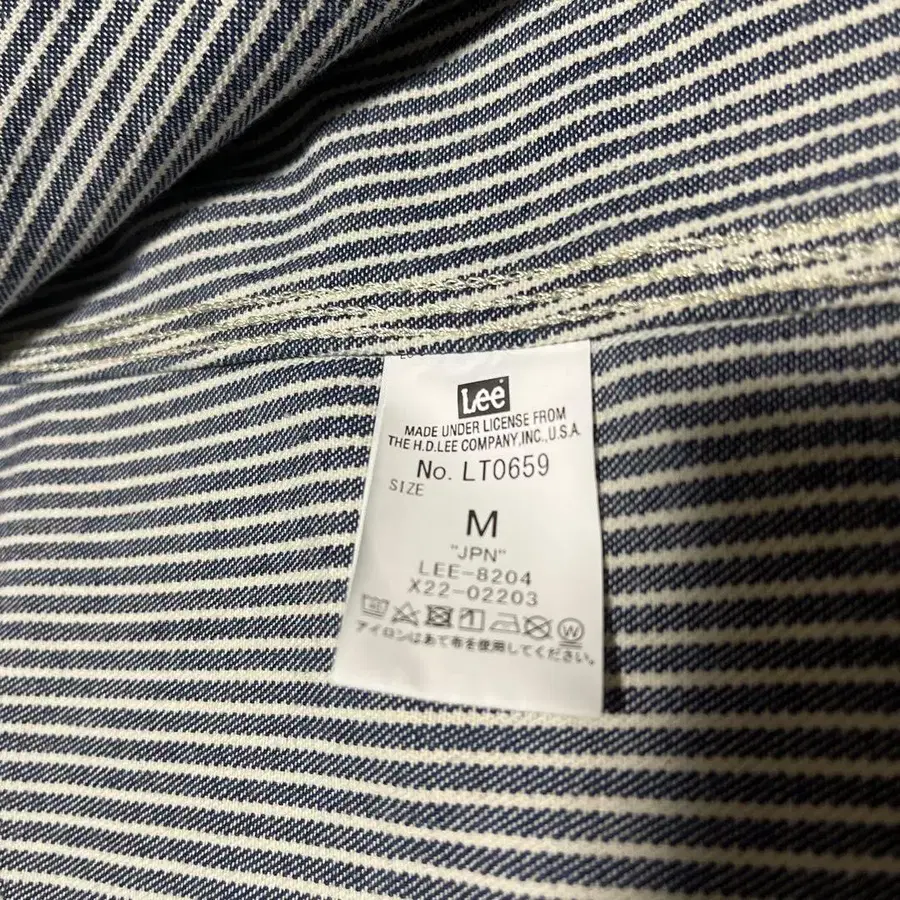 Lee
MADE UNDER LICENSE FROM
THE H.D.LEE COMPANY,INC.,U.S.A.
No. LT0659
SIZE
M
"JPN"
LEE-8204
X22-02203
アイロンはあて布を使用してください。